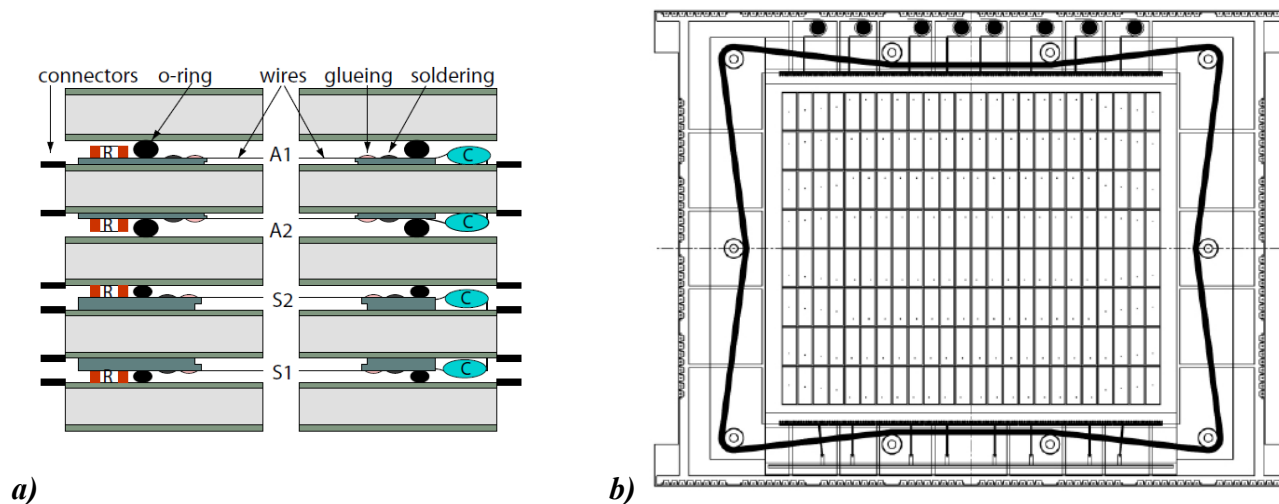 connectors o-ring wires glueing soldering
R A1 C
R A2 C
R S2 C
R S1 C
a) b)